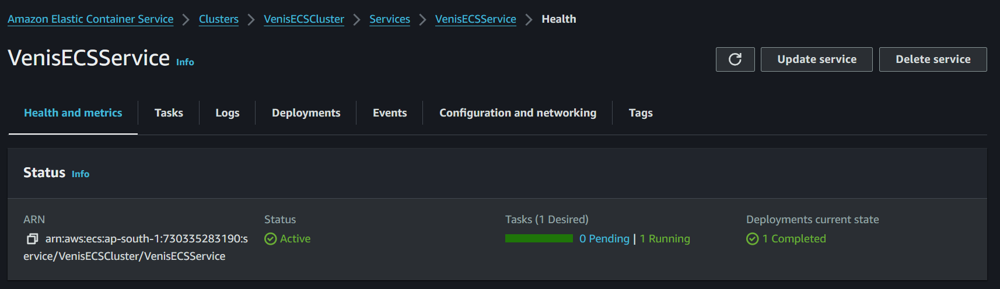 Amazon Elastic Container Service > Clusters > VenisECSCluster > Services > VenisECSService > Health
VenisECSService Info
Update service Delete service
Health and metrics Tasks Logs Deployments Events Configuration and networking Tags
Status Info
ARN
arn:aws:ecs:ap-south-1:730335283190:s
ervice/VenisECSCluster/VenisECSService
Status
Active
Tasks (1 Desired)
0 Pending | 1 Running
Deployments current state
1 Completed